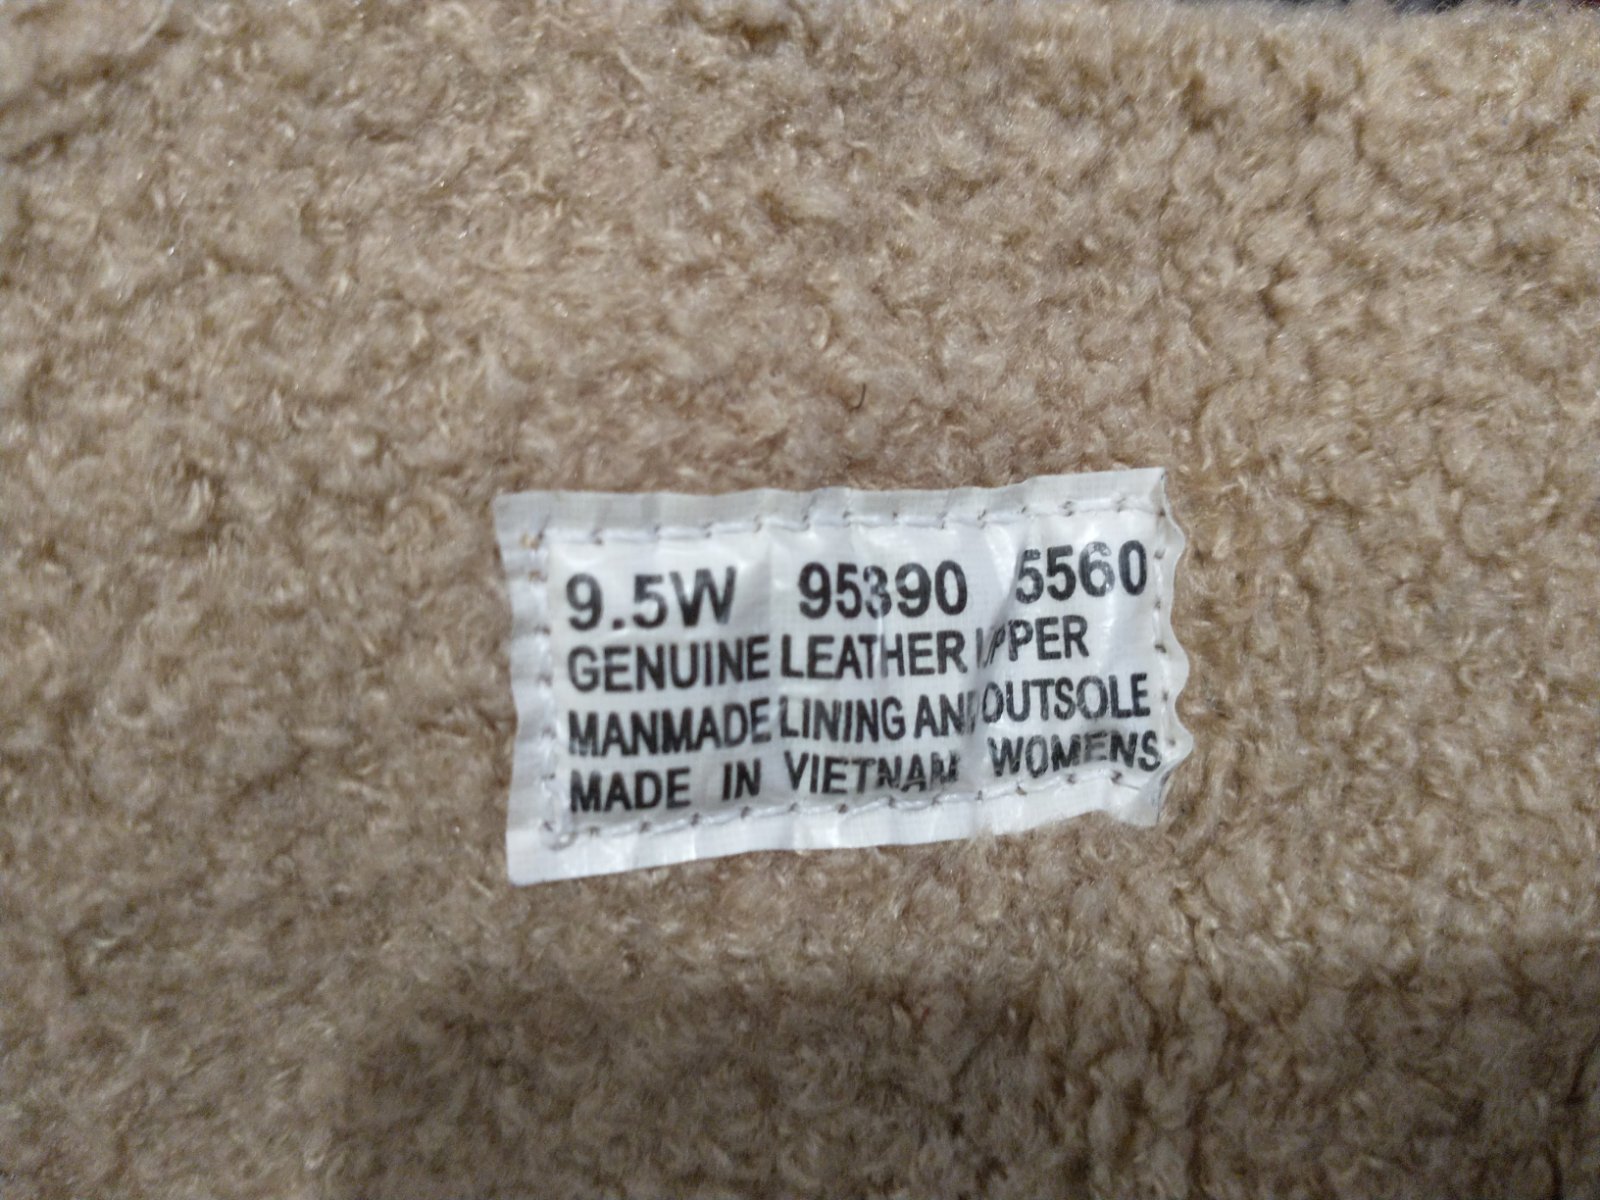 9.5W 95390 5560
GENUINE LEATHER UPPER
MANMADE LINING AND OUTSOLE
MADE IN VIETNAM WOMENS